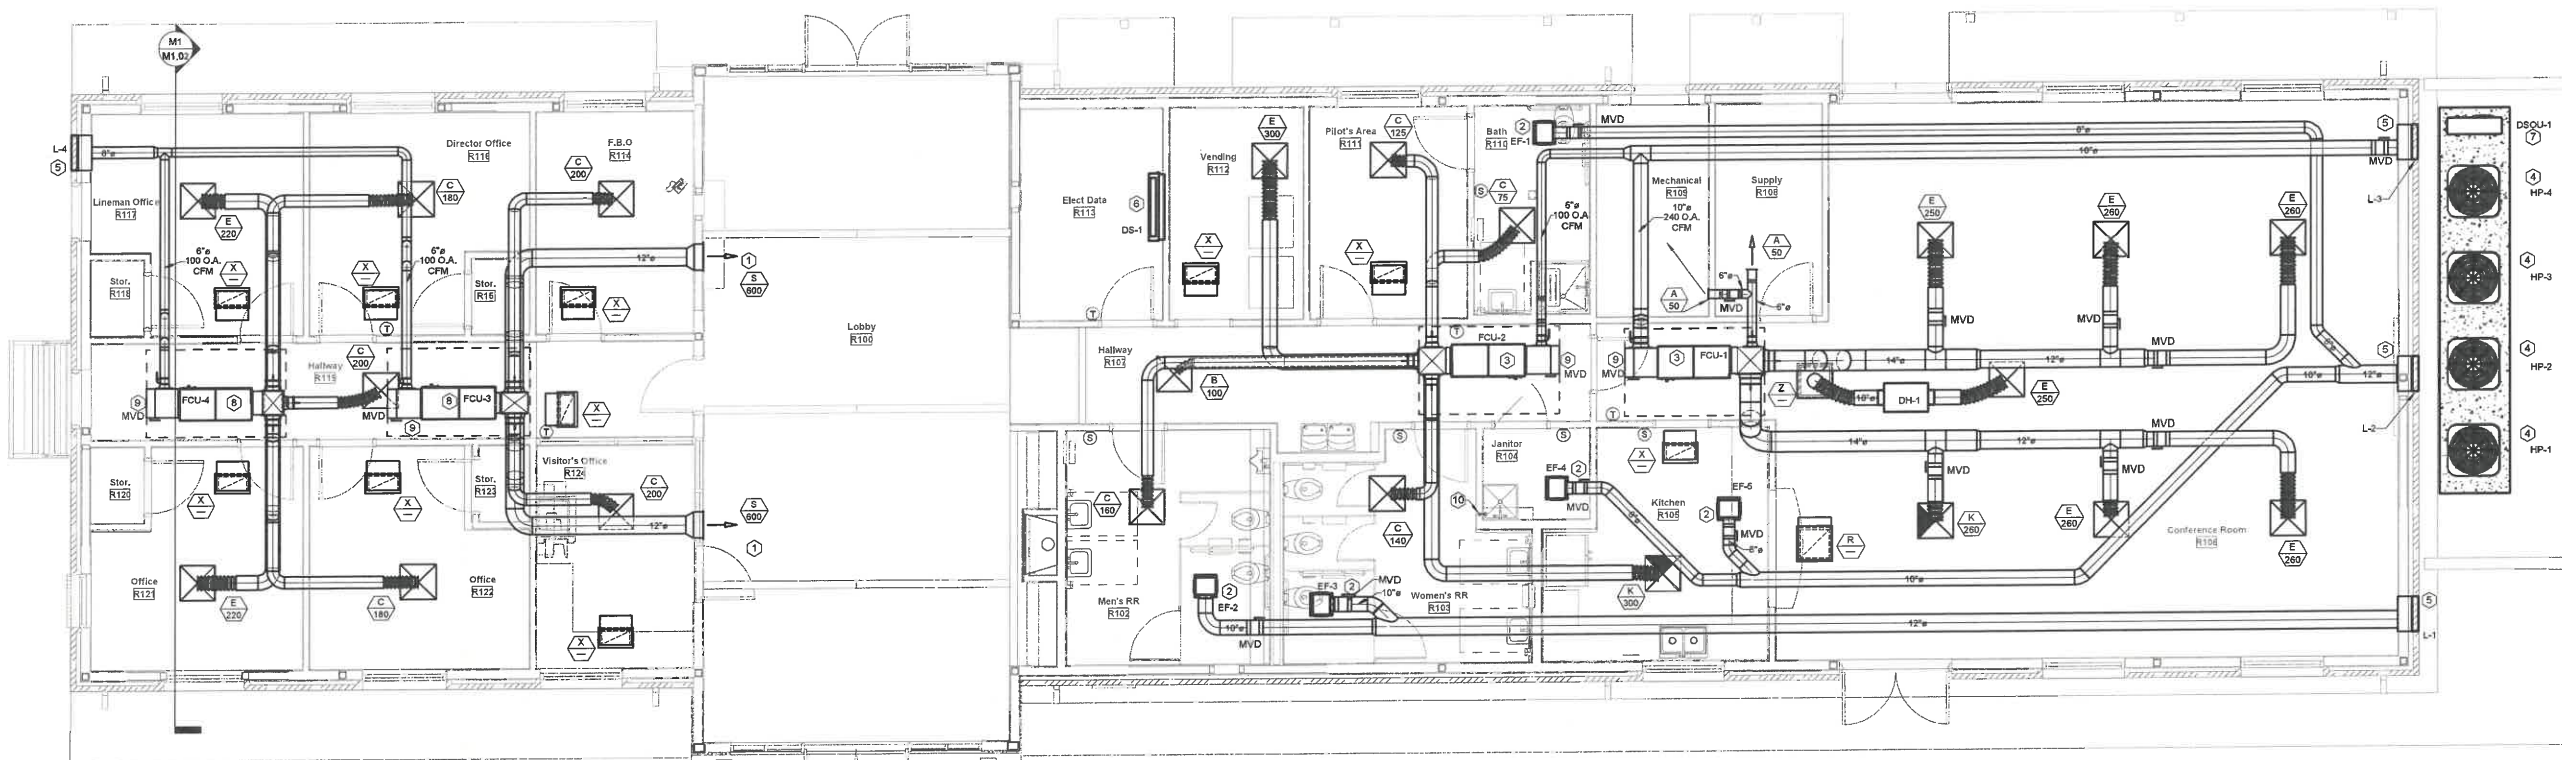 M1
M1.02
L-4
5
8"ø
Lineman Office
R117
E
220
6"ø
100 O.A.
CFM
X
—
Stor.
R118
Director Office
R116
C
180
6"ø
100 O.A.
CFM
X
—
T
Stor.
F.B.O
R114
C
200
12"ø
1
S
600
X
—
Hallway
R119
C
200
9
MVD
FCU-4
8
MVD
9
8
FCU-3
X
—
T
Stor.
R120
X
—
X
—
Stor.
R123
Visitor's Office
R124
C
200
12"ø
S
600
1
Office
R121
E
220
C
180
Office
R122
X
—
Lobby
R100
Elect Data
R113
6
DS-1
T
Vending
R112
E
300
X
—
Pilot's Area
R111
C
125
X
—
Bath
R110
2
EF-1
MVD
S
C
75
6"ø
100 O.A
CFM
Mechanical
R109
10"ø
240 O.A.
CFM
Supply
R108
A
50
6"ø
A
50
MVD
6"ø
8"ø
10"ø
5
MVD
L-3
DSOU-1
7
4
HP-4
4
HP-3
4
HP-2
4
HP-1
E
250
E
260
E
260
MVD
MVD
MVD
Hallway
R107
B
100
T
FCU-2
3
9
MVD
9
MVD
3
FCU-1
14"ø
12"ø
8"ø
10"ø
12"ø
5
L-2
Z
—
10"ø
DH-1
E
250
T
S
S
S
S
Janitor
R104
EF-4
2
MVD
10
X
—
Kitchen
R105
8"ø
EF-5
2
MVD
8"ø
R
—
14"ø
12"ø
MVD
MVD
MVD
K
260
E
260
E
260
Conference Room
R106
C
160
C
140
Men's RR
R102
2
EF-2
10"ø
MVD
EF-3
2
MVD
10"ø
Women's RR
R103
K
300
10"ø
12"ø
5
L-1